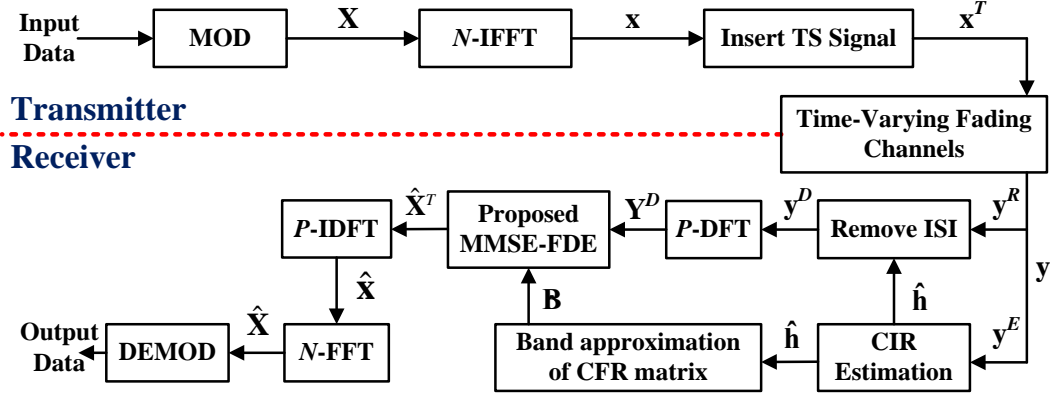 Input
Data
MOD
X
N-IFFT
x
Insert TS Signal
x^T
Transmitter
Time-Varying Fading
Channels
Receiver
y^R
y
Remove ISI
y^D
P-DFT
Y^D
Proposed
MMSE-FDE
X̂^T
P-IDFT
x̂
ĥ
B
y^E
CIR
Estimation
ĥ
Band approximation
of CFR matrix
N-FFT
X̂
DEMOD
Output
Data